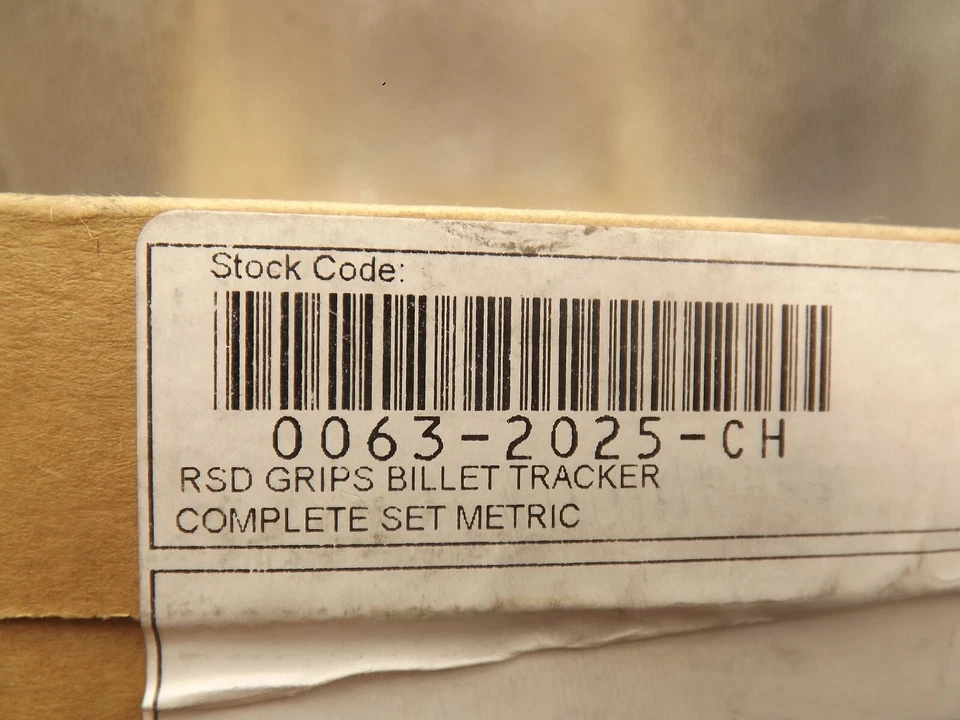 Stock Code:
0063-2025-CH
RSD GRIPS BILLET TRACKER
COMPLETE SET METRIC